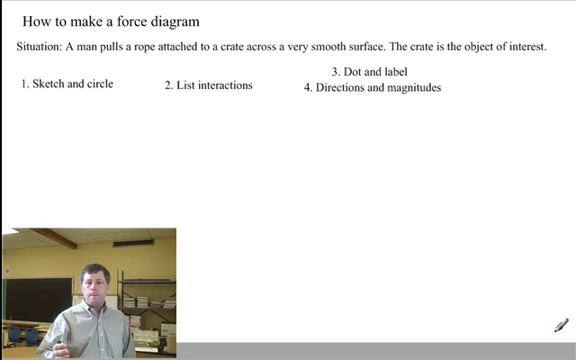 How to make a force diagram
Situation: A man pulls a rope attached to a crate across a very smooth surface. The crate is the object of interest.
1. Sketch and circle
2. List interactions
3. Dot and label
4. Directions and magnitudes